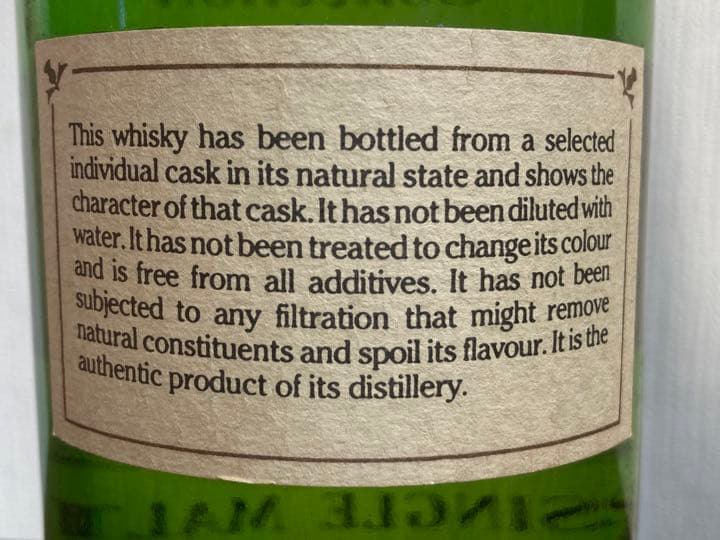 COLLECTION
This whisky has been bottled from a selected
individual cask in its natural state and shows the
character of that cask. It has not been diluted with
water. It has not been treated to change its colour
and is free from all additives. It has not been
subjected to any filtration that might remove
natural constituents and spoil its flavour. It is the
authentic product of its distillery.
SINGLE MALT